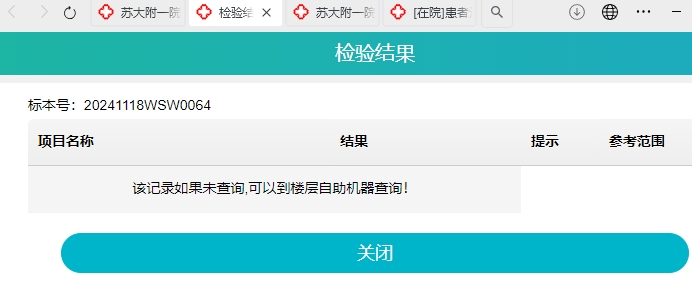 苏大附一院
检验结
苏大附一院
[在院]患者
检验结果
标本号：20241118WSW0064
项目名称 结果 提示 参考范围
该记录如果未查询,可以到楼层自助机器查询!
关闭